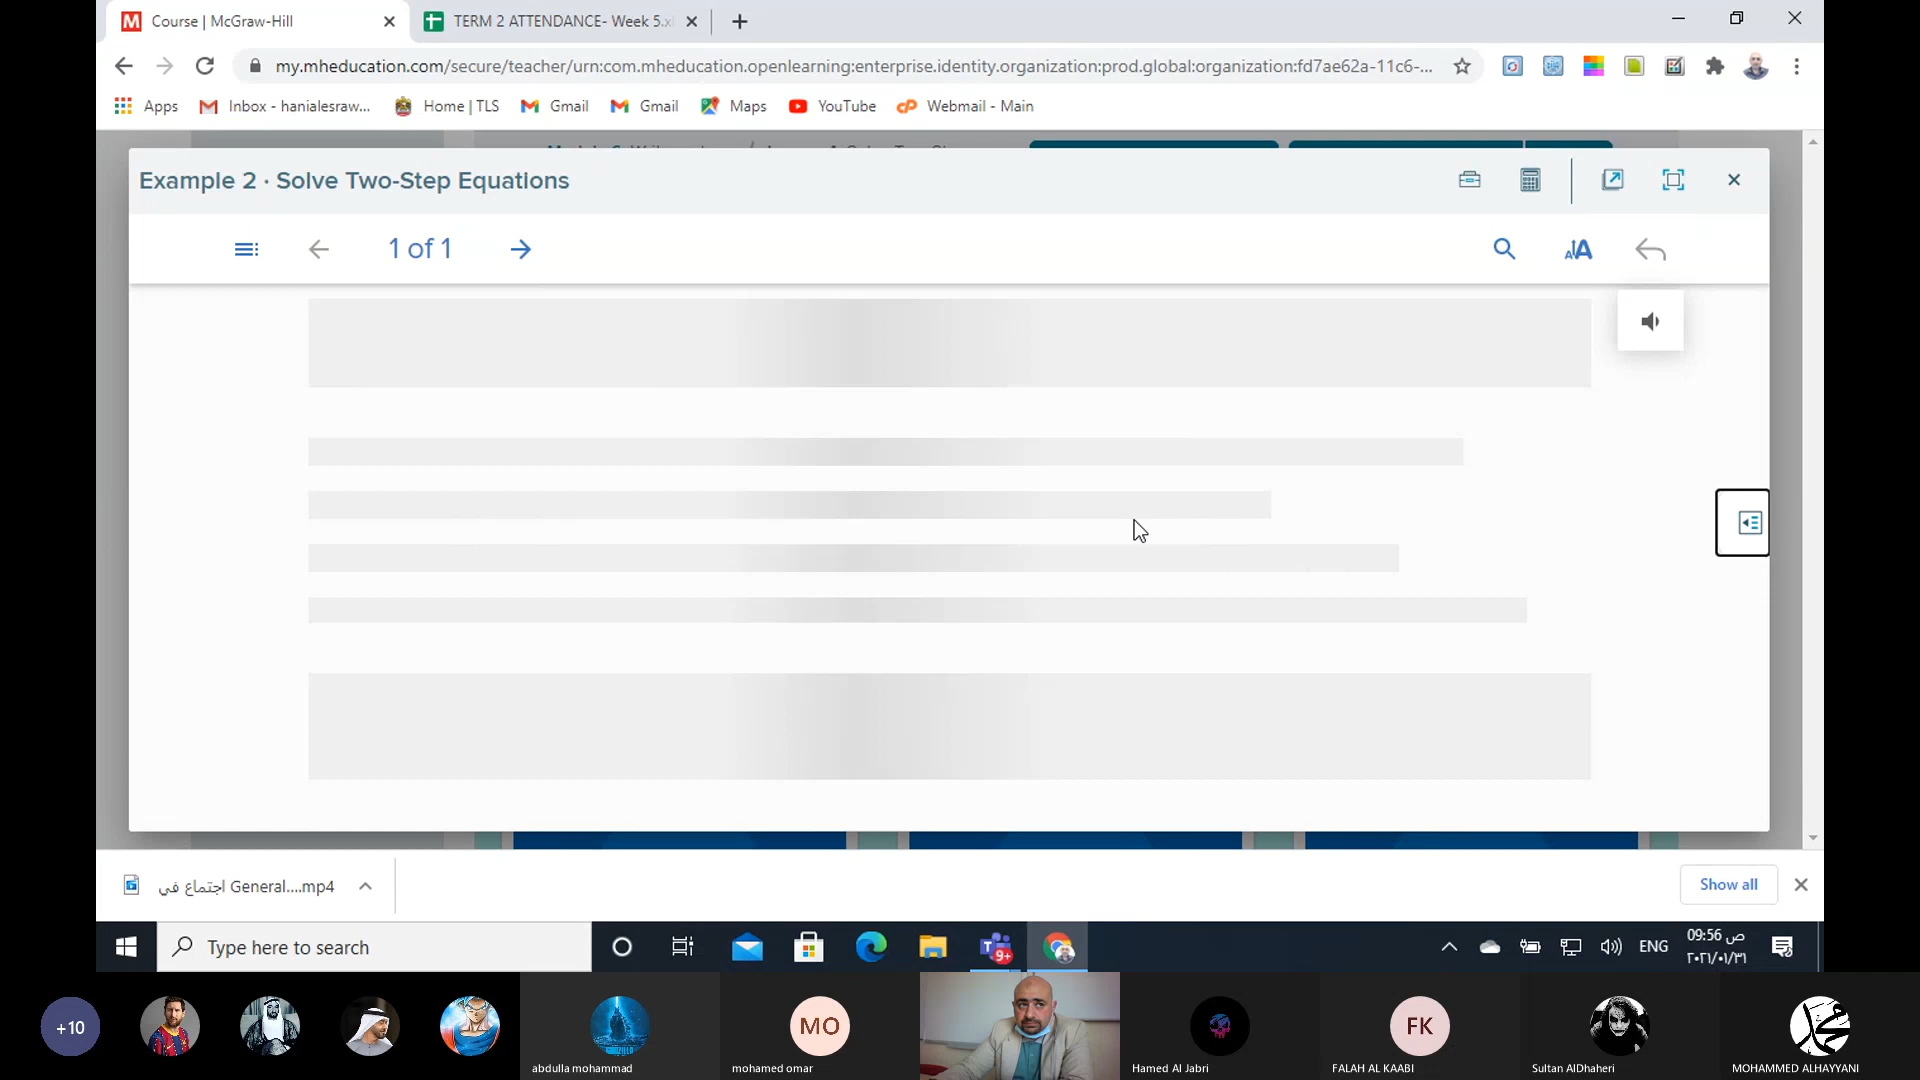 Course | McGraw-Hill
TERM 2 ATTENDANCE- Week 5.x
my.mheducation.com/secure/teacher/urn:com.mheducation.openlearning:enterprise.identity.organization:prod.global:organization:fd7ae62a-11c6-...
Apps
Inbox - hanialesraw...
Home | TLS
Gmail
Gmail
Maps
YouTube
Webmail - Main
Example 2 · Solve Two-Step Equations
1 of 1
اجتماع في General....mp4
Show all
Type here to search
9+
ENG
09:56 ص
٢٠٢١/٠١/٣١
+10
abdulla mohammad
MO
mohamed omar
Hamed Al Jabri
FK
FALAH AL KAABI
Sultan AlDhaheri
MOHAMMED ALHAYYANI